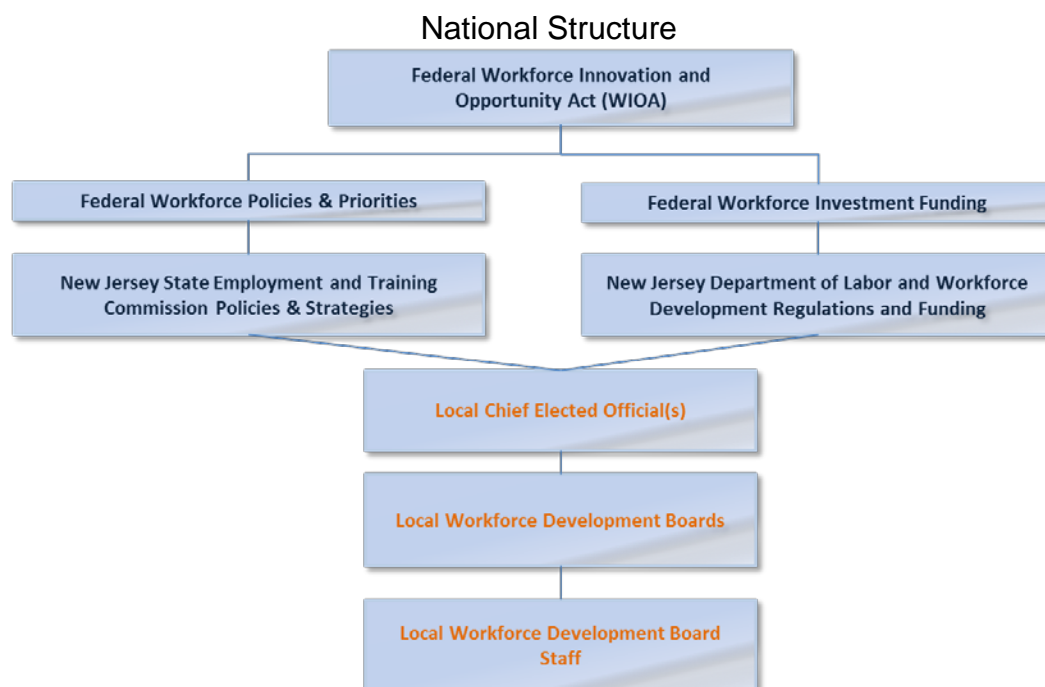 National Structure
Federal Workforce Innovation and
Opportunity Act (WIOA)
Federal Workforce Policies & Priorities
Federal Workforce Investment Funding
New Jersey State Employment and Training
Commission Policies & Strategies
New Jersey Department of Labor and Workforce
Development Regulations and Funding
Local Chief Elected Official(s)
Local Workforce Development Boards
Local Workforce Development Board
Staff